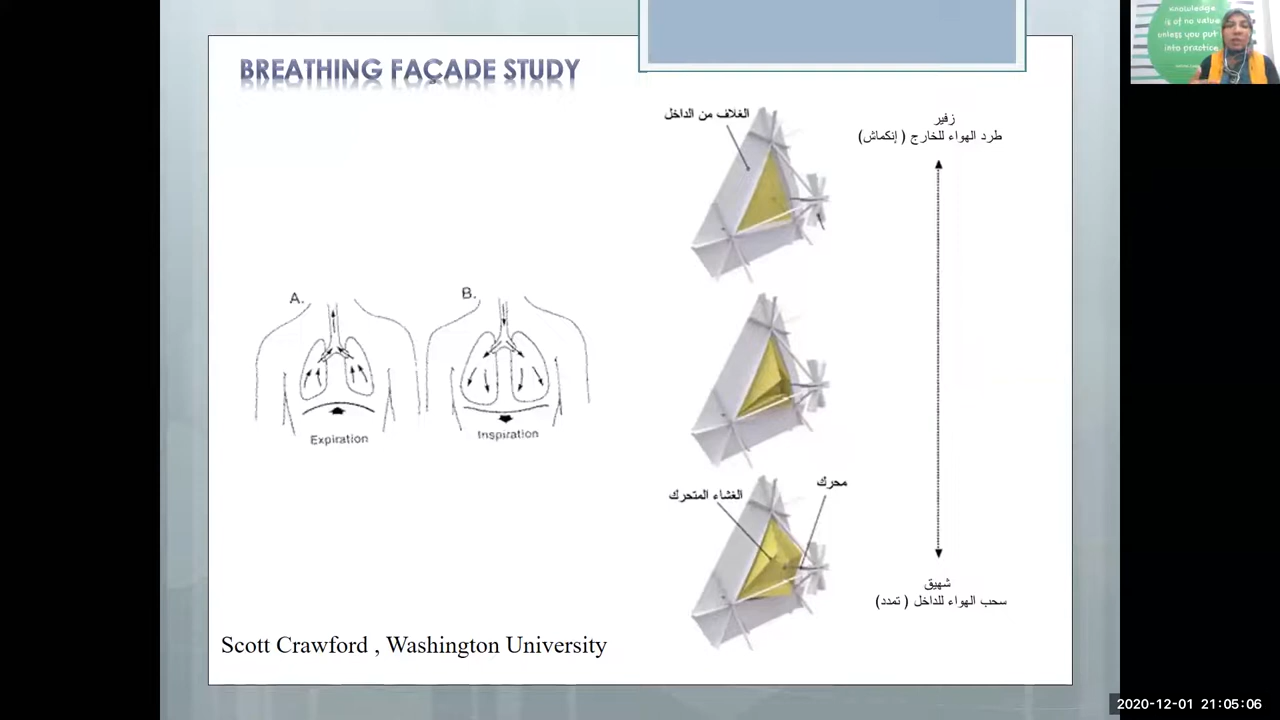 BREATHING FAÇADE STUDY
knowledge
is of no value
unless you put
into practice
الغلاف من الداخل
زفير
طرد الهواء للخارج ( إنكماش)
A.
B.
Expiration
Inspiration
محرك
الغشاء المتحرك
شهيق
سحب الهواء للداخل ( تمدد)
Scott Crawford , Washington University
2020-12-01 21:05:06